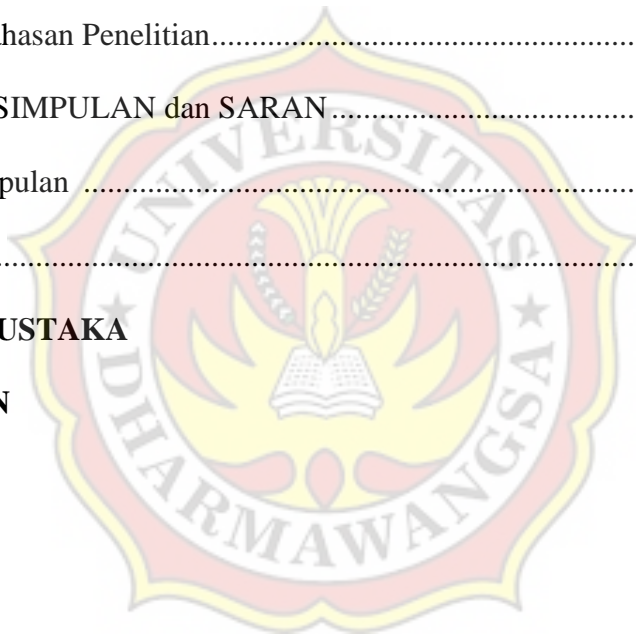 hasan Penelitian......................................................
SIMPULAN dan SARAN......................................
pulan ......................................................................
................................................................................
USTAKA
N
UNIVERSITAS
★ DHARMAWANGSA ★